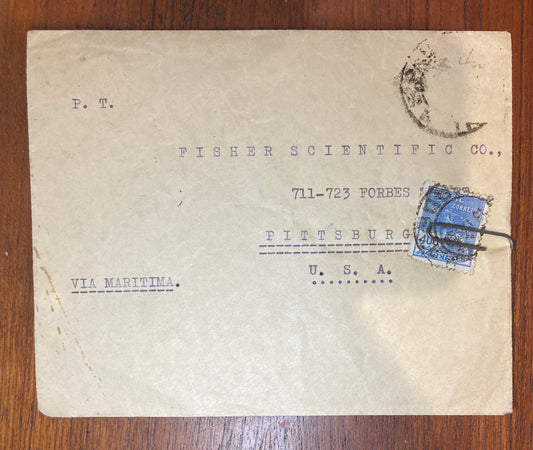 P. T.
FISHER SCIENTIFIC CO.,
711-723 FORBES
PITTSBURG
U. S. A.
VIA MARITIMA.
CORREIO